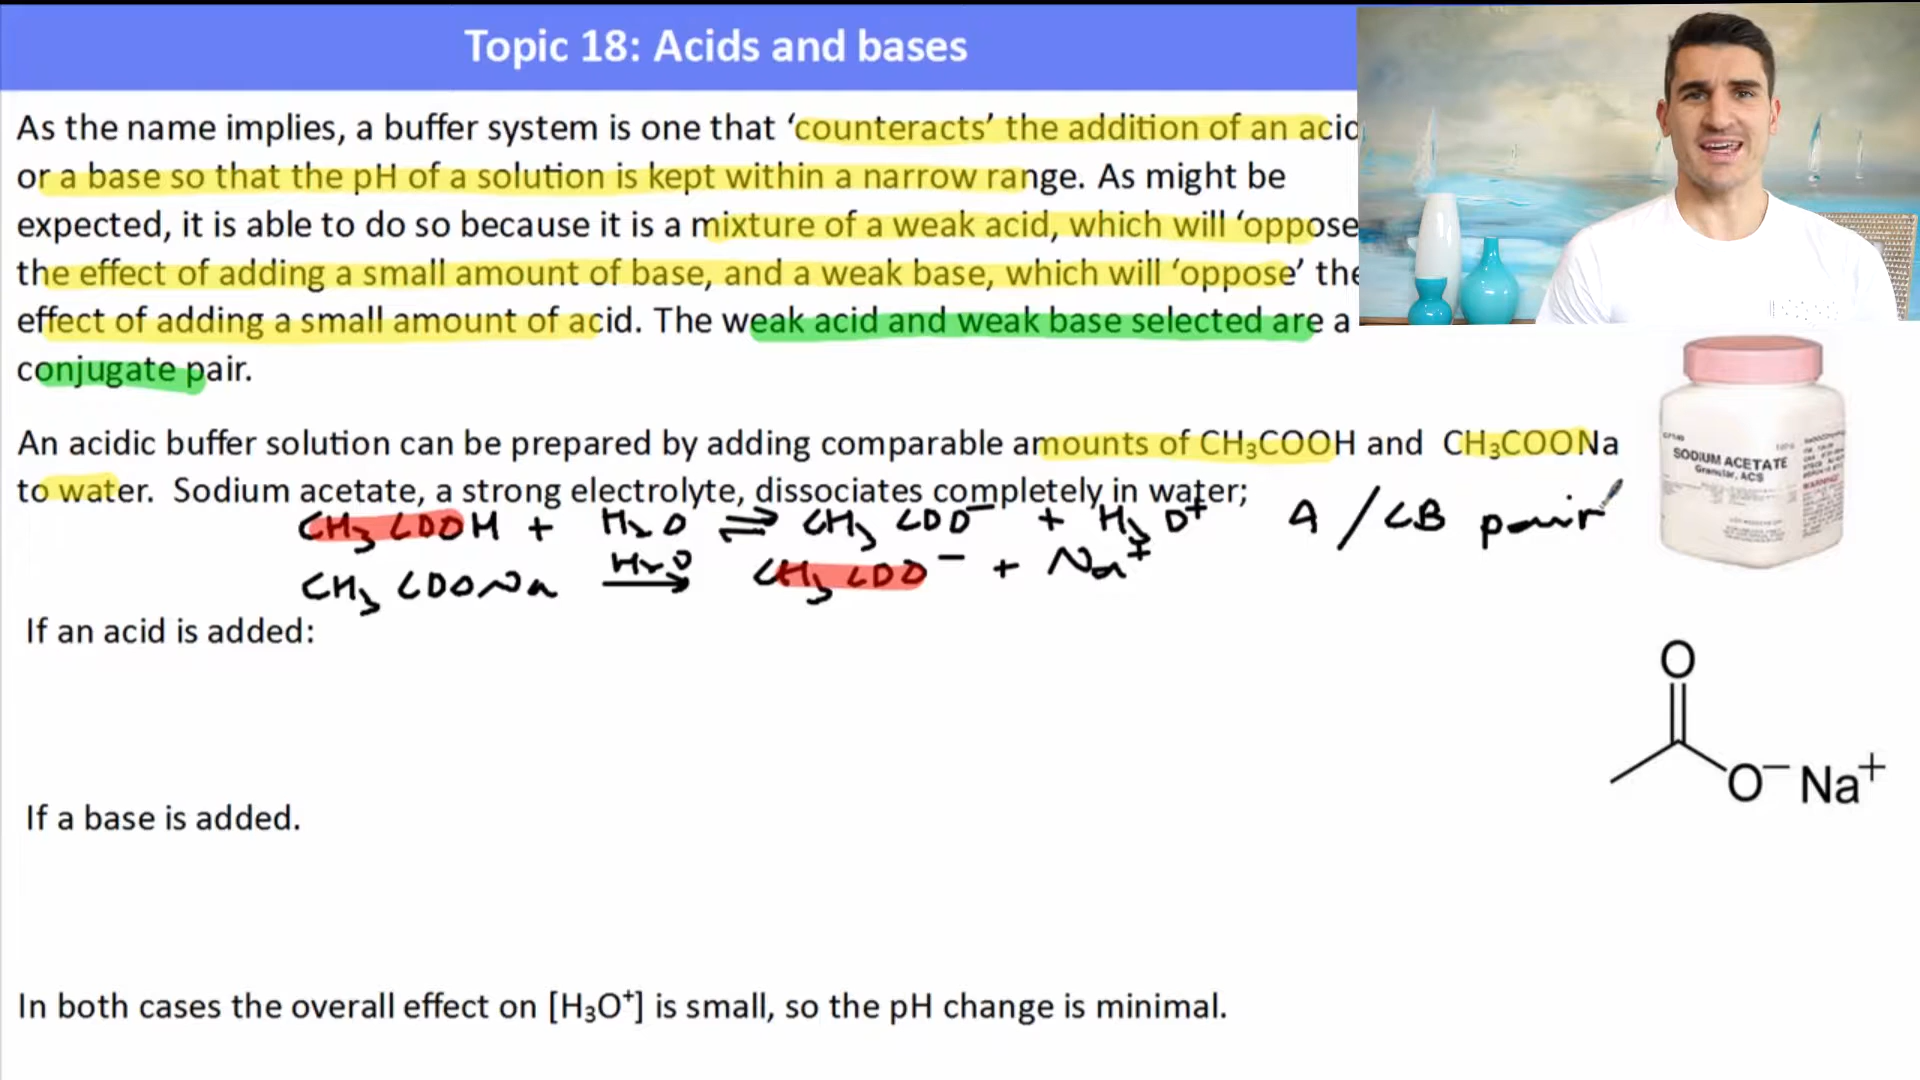 Topic 18: Acids and bases
As the name implies, a buffer system is one that ‘counteracts’ the addition of an acid
or a base so that the pH of a solution is kept within a narrow range. As might be
expected, it is able to do so because it is a mixture of a weak acid, which will ‘oppose
the effect of adding a small amount of base, and a weak base, which will ‘oppose’ the
effect of adding a small amount of acid. The weak acid and weak base selected are a
conjugate pair.
An acidic buffer solution can be prepared by adding comparable amounts of CH₃COOH and CH₃COONa
to water. Sodium acetate, a strong electrolyte, dissociates completely in water;
CH₃COOH + H₂O ⇌ CH₃COO⁻ + H₃O⁺ A / CB pair
CH₃COONa H₂O → CH₃COO⁻ + Na⁺
SODIUM ACETATE
Granular, ACS
If an acid is added:
O
O⁻ Na⁺
If a base is added.
In both cases the overall effect on [H₃O⁺] is small, so the pH change is minimal.